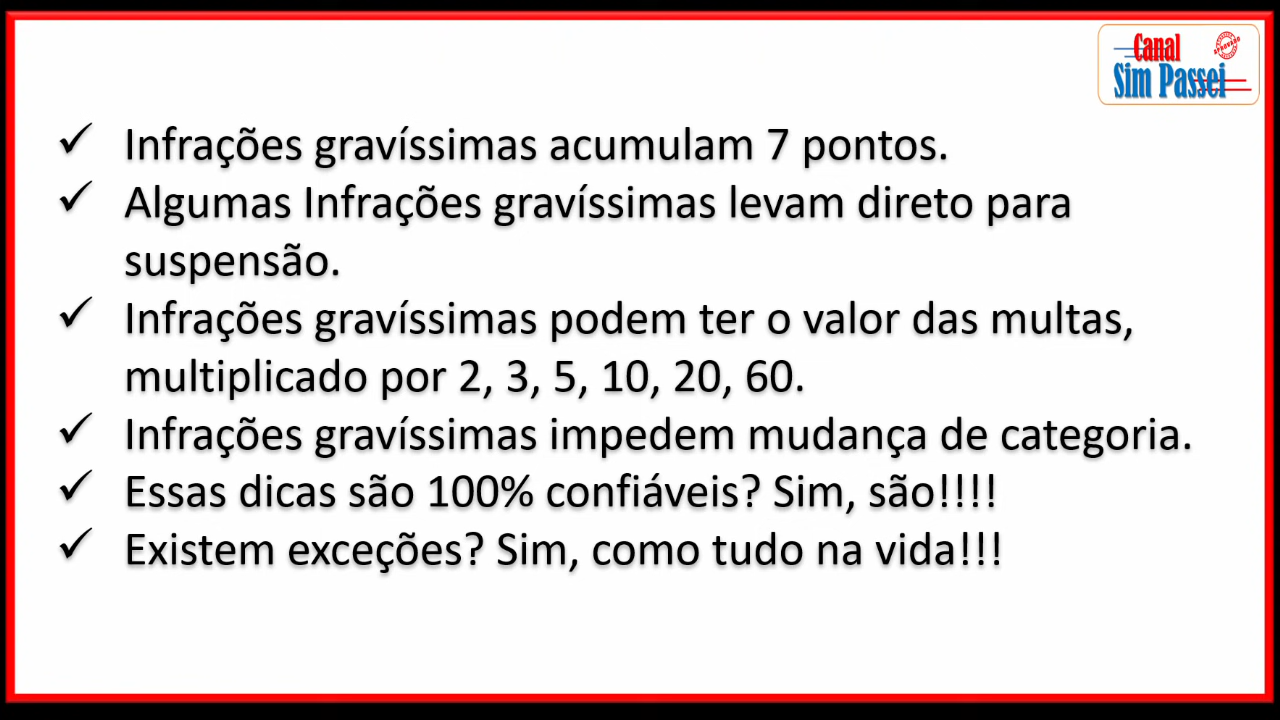 Canal
APROVADO
Sim Passei
✓ Infrações gravíssimas acumulam 7 pontos.
✓ Algumas Infrações gravíssimas levam direto para
suspensão.
✓ Infrações gravíssimas podem ter o valor das multas,
multiplicado por 2, 3, 5, 10, 20, 60.
✓ Infrações gravíssimas impedem mudança de categoria.
✓ Essas dicas são 100% confiáveis? Sim, são!!!!
✓ Existem exceções? Sim, como tudo na vida!!!